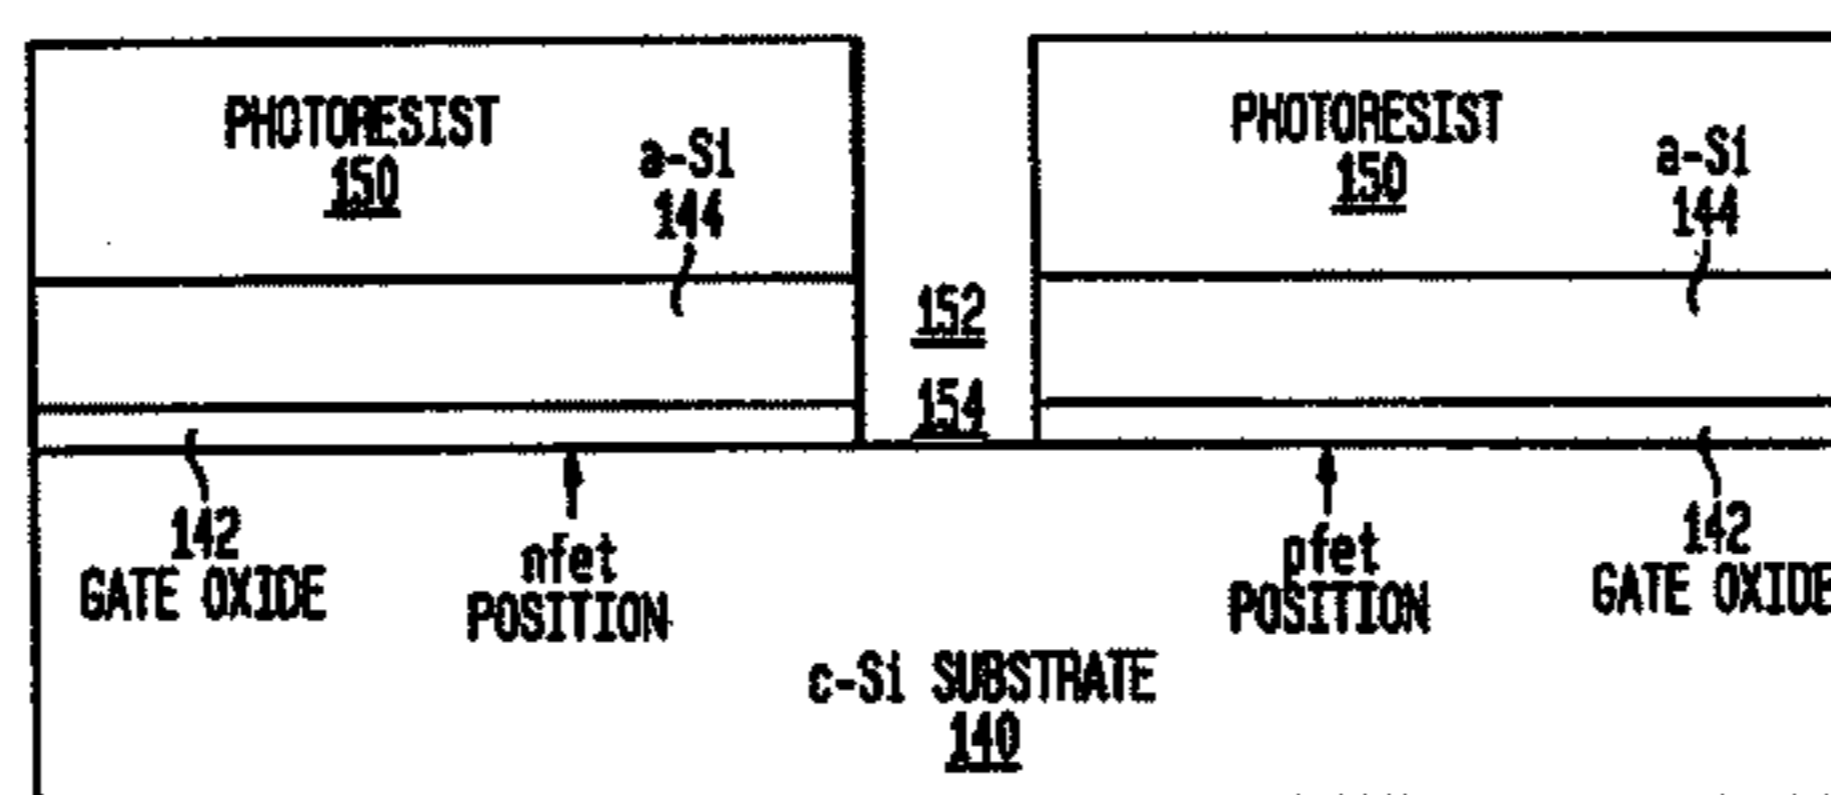 PHOTORESIST
150
a-Si
144
PHOTORESIST
150
a-Si
144
152
154
142
GATE OXIDE
nfet
POSITION
pfet
POSITION
142
GATE OXIDE
c-Si SUBSTRATE
140